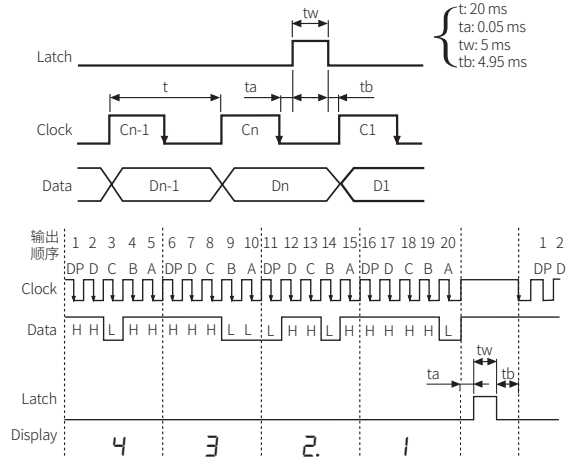 tw
t: 20 ms
ta: 0.05 ms
tw: 5 ms
tb: 4.95 ms
Latch
t ta tb
Clock Cn-1 Cn C1
Data Dn-1 Dn D1
输出
顺序
1 2 3 4 5 6 7 8 9 10 11 12 13 14 15 16 17 18 19 20 1 2
DP D C B A DP D C B A DP D C B A DP D C B A DP D
Clock
Data H H L H H H H H L L L H H L H H H H H L
tw
ta tb
Latch
Display 4 3 2. 1